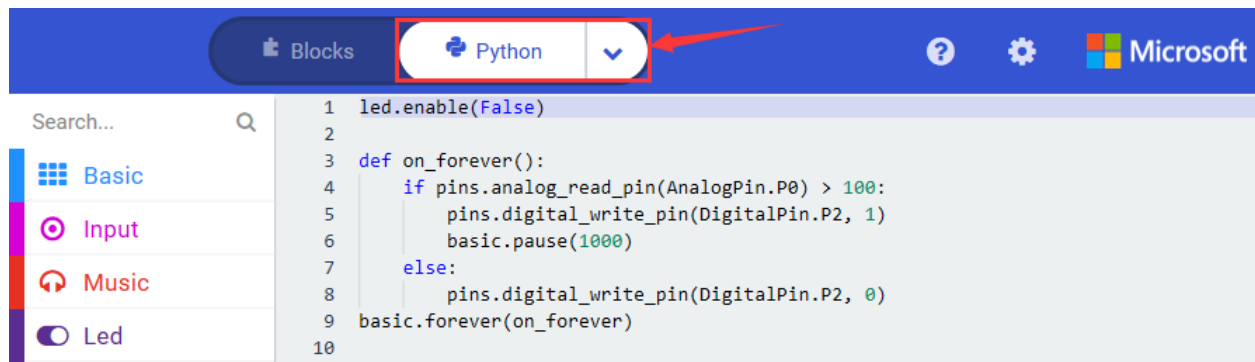 Blocks
Python
Microsoft
Search...
Basic
Input
Music
Led
1 led.enable(False)
2
3 def on_forever():
4     if pins.analog_read_pin(AnalogPin.P0) > 100:
5         pins.digital_write_pin(DigitalPin.P2, 1)
6         basic.pause(1000)
7     else:
8         pins.digital_write_pin(DigitalPin.P2, 0)
9 basic.forever(on_forever)
10